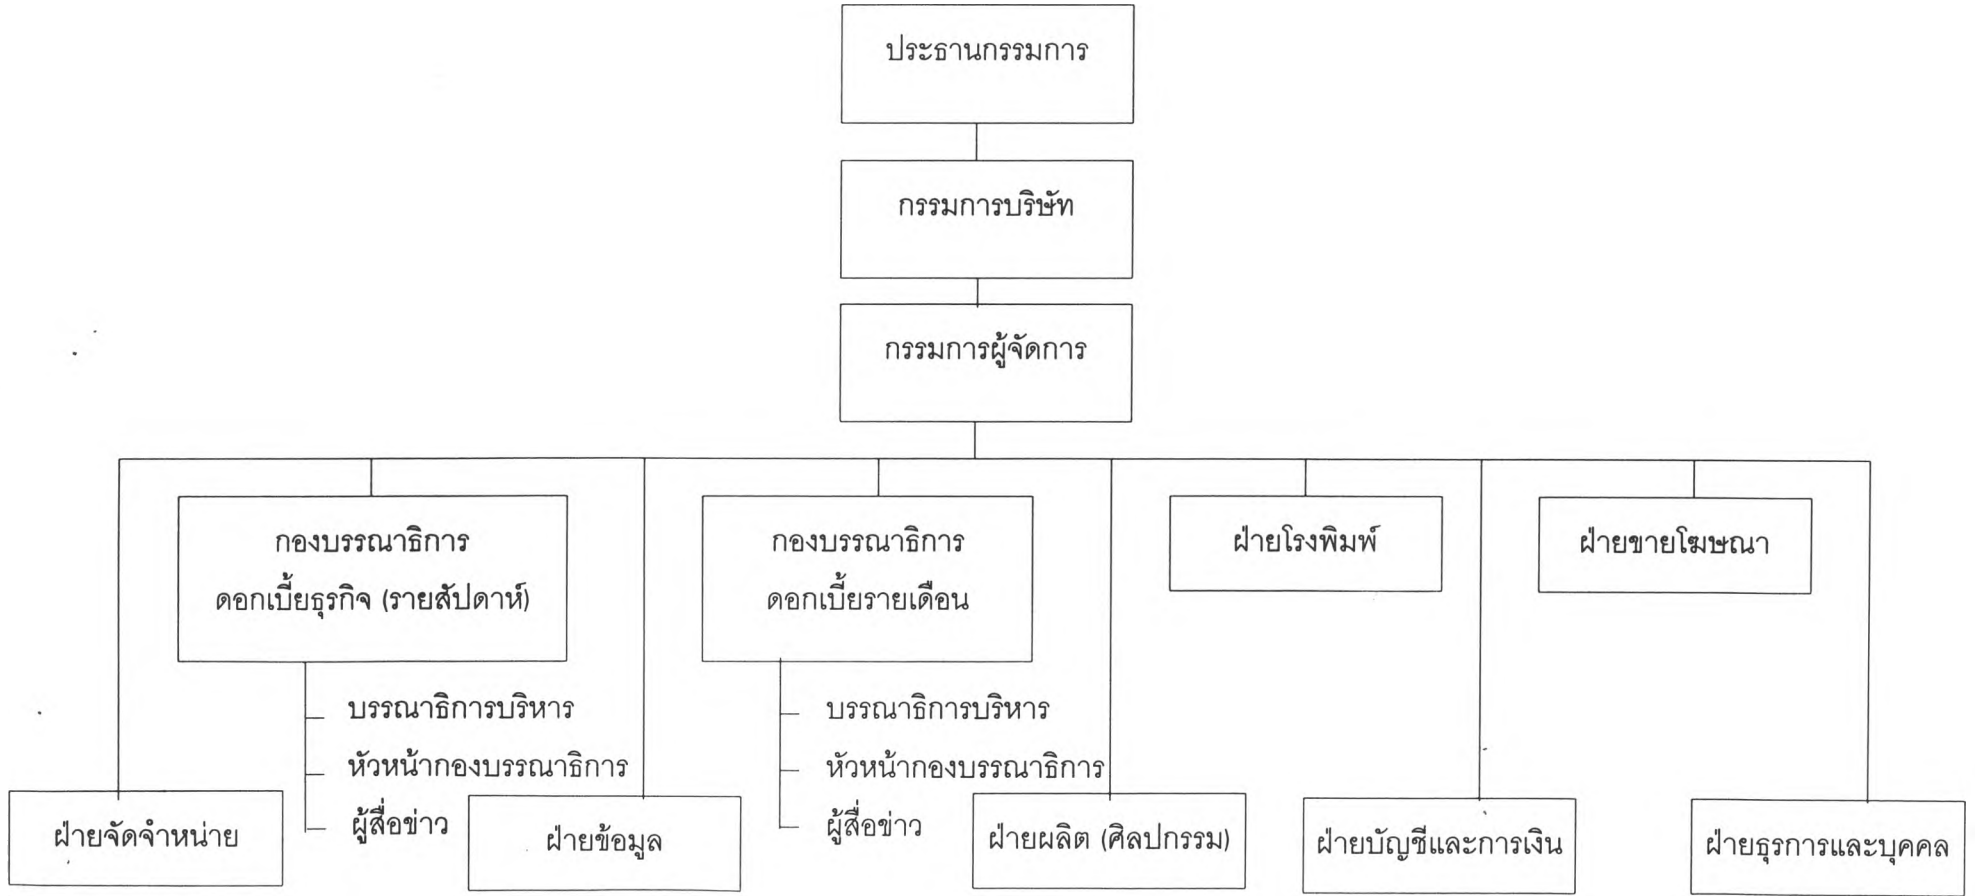 ประธานกรรมการ
กรรมการบริษัท
กรรมการผู้จัดการ
กองบรรณาธิการ
ดอกเบี้ยธุรกิจ (รายสัปดาห์)
กองบรรณาธิการ
ดอกเบี้ยรายเดือน
ฝ่ายโรงพิมพ์
ฝ่ายขายโฆษณา
บรรณาธิการบริหาร
หัวหน้ากองบรรณาธิการ
ผู้สื่อข่าว
บรรณาธิการบริหาร
หัวหน้ากองบรรณาธิการ
ผู้สื่อข่าว
ฝ่ายจัดจำหน่าย
ฝ่ายข้อมูล
ฝ่ายผลิต (ศิลปกรรม)
ฝ่ายบัญชีและการเงิน
ฝ่ายธุรการและบุคคล